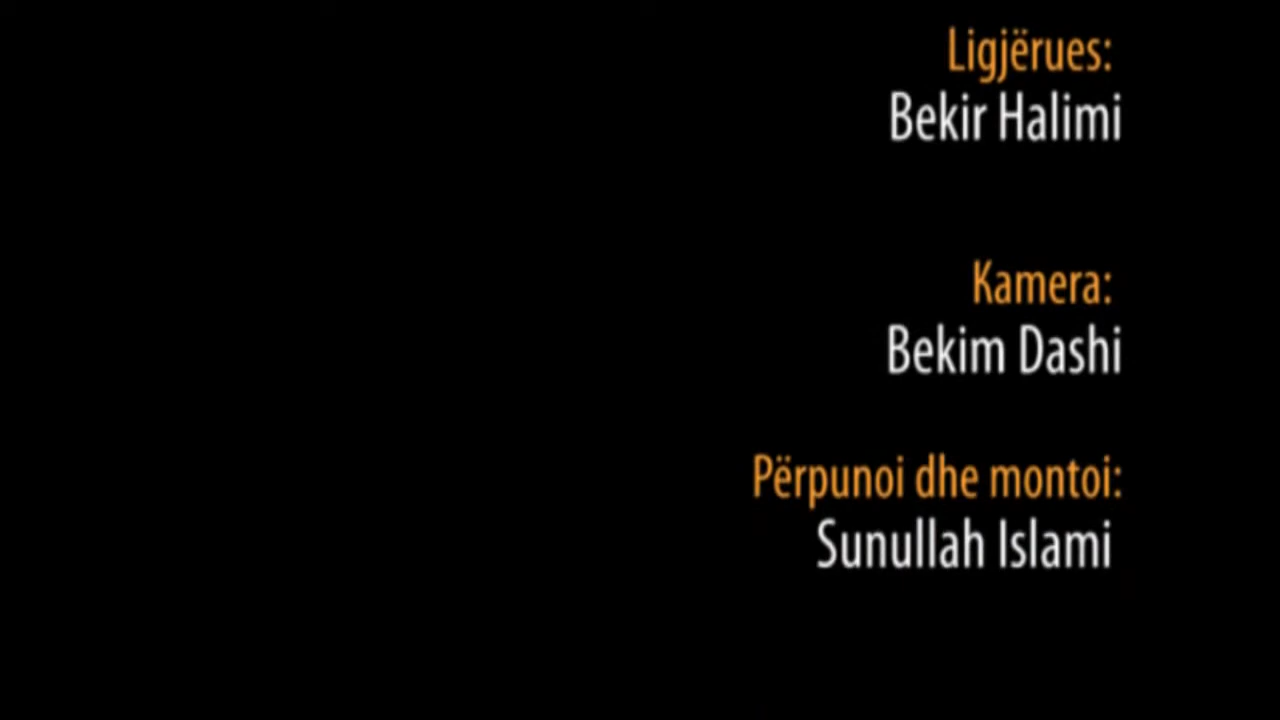 Ligjërues:
Bekir Halimi
Kamera:
Bekim Dashi
Përpunoi dhe montoi:
Sunullah Islami